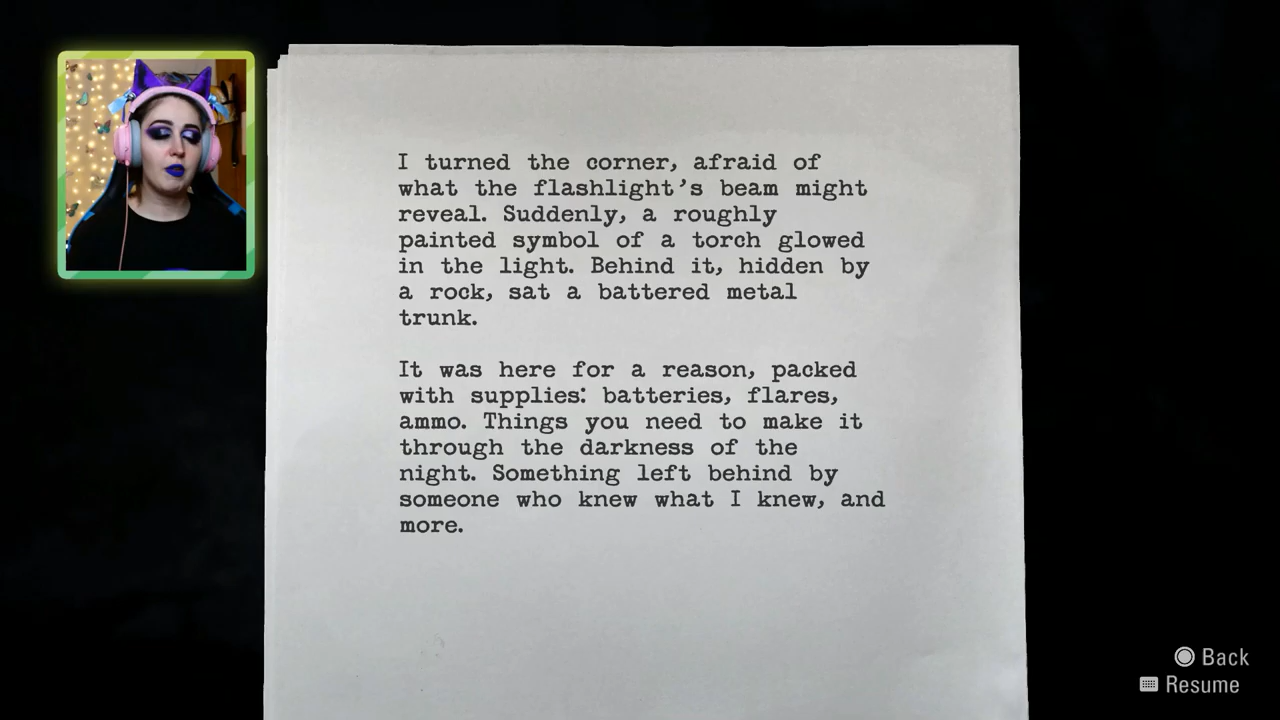 I turned the corner, afraid of
what the flashlight’s beam might
reveal. Suddenly, a roughly
painted symbol of a torch glowed
in the light. Behind it, hidden by
a rock, sat a battered metal
trunk.
It was here for a reason, packed
with supplies: batteries, flares,
ammo. Things you need to make it
through the darkness of the
night. Something left behind by
someone who knew what I knew, and
more.
Back
Resume